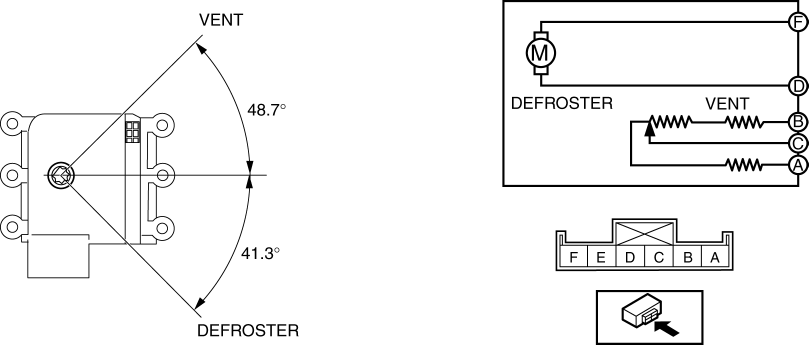 VENT
48.7°
41.3°
DEFROSTER
F
M
D
DEFROSTER VENT
B
C
A
F E D C B A